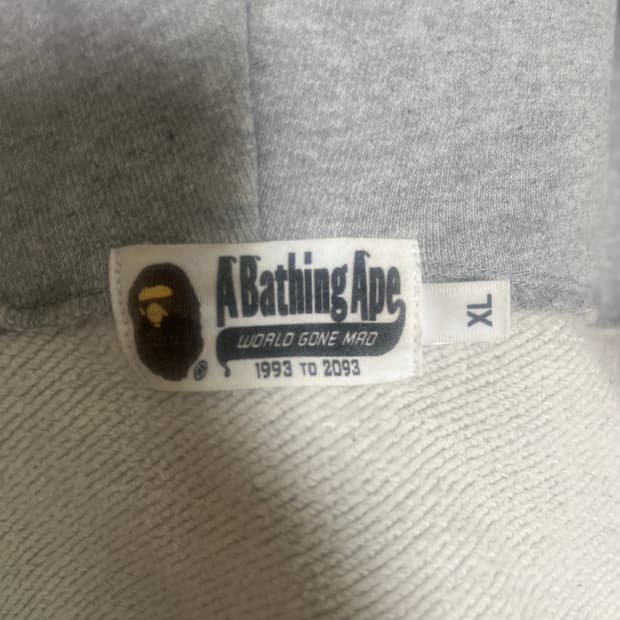 A Bathing Ape
WORLD GONE MAD
®
1993 TO 2093
XL